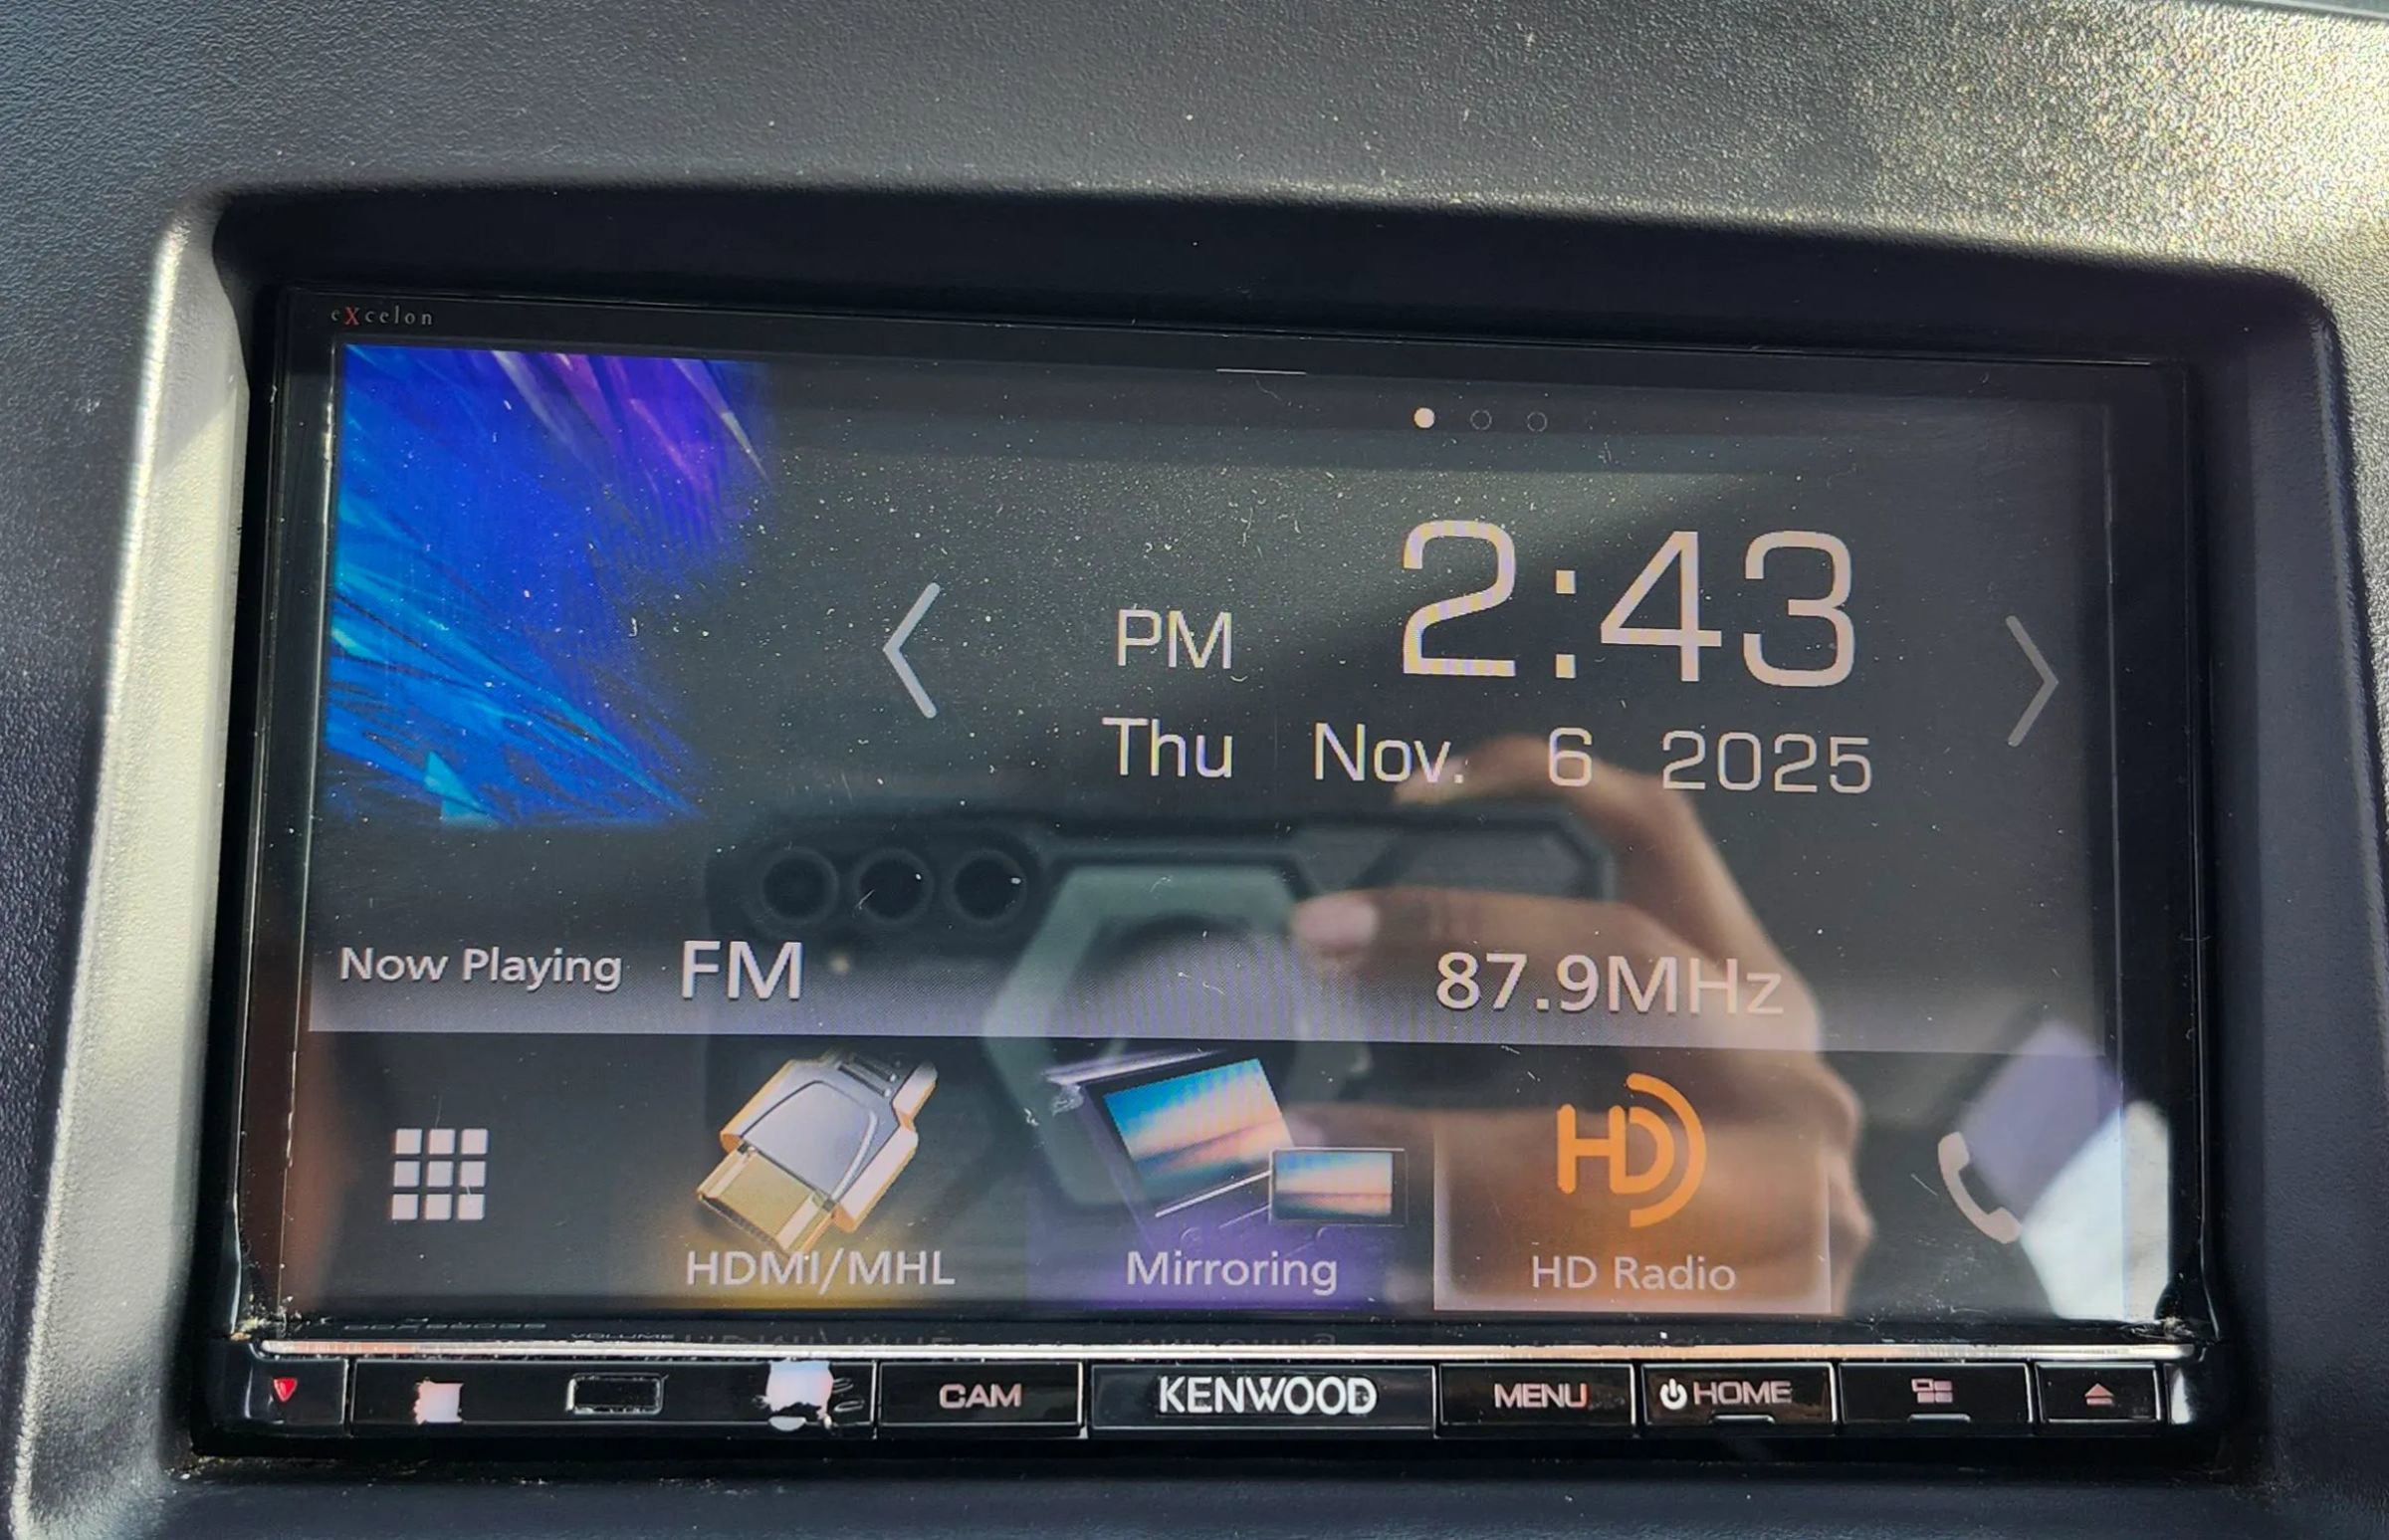 eXcelon
2:43
PM
Thu Nov. 6 2025
Now Playing FM 87.9MHz
HD
HDMI/MHL Mirroring HD Radio
VOLUME
CAM KENWOOD MENU HOME